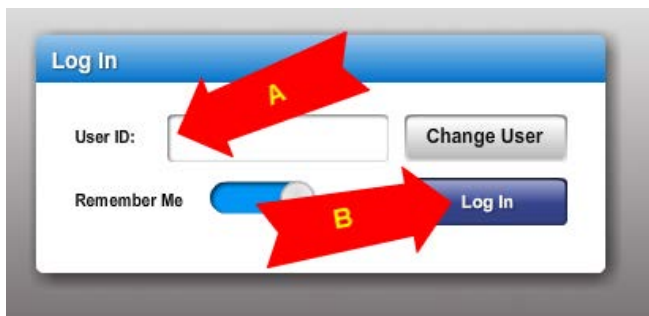 Log In
A
User ID:
Change User
Remember Me
B
Log In